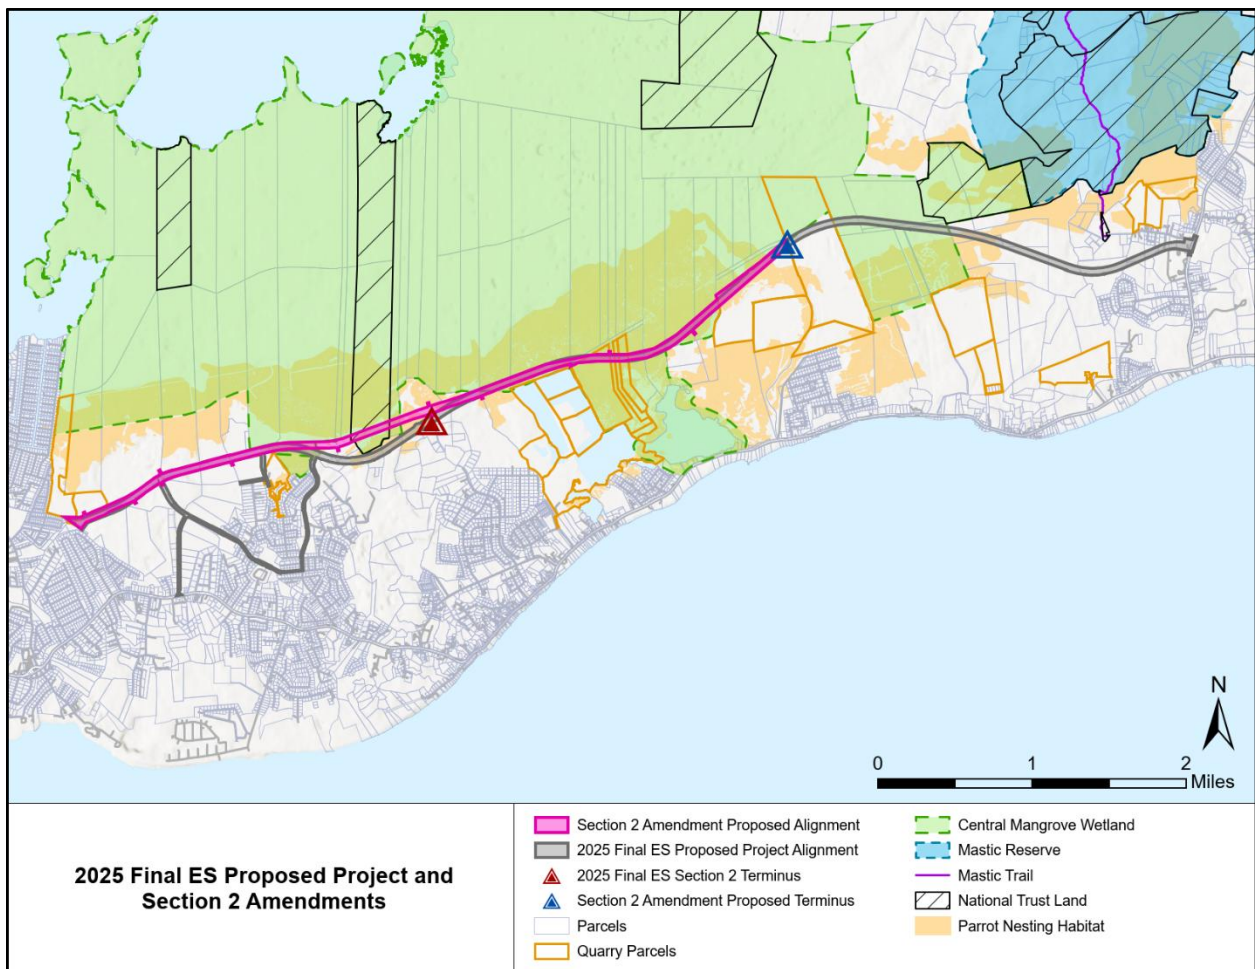 N
0 1 2
Miles
2025 Final ES Proposed Project and
Section 2 Amendments
Section 2 Amendment Proposed Alignment
2025 Final ES Proposed Project Alignment
2025 Final ES Section 2 Terminus
Section 2 Amendment Proposed Terminus
Parcels
Quarry Parcels
Central Mangrove Wetland
Mastic Reserve
Mastic Trail
National Trust Land
Parrot Nesting Habitat